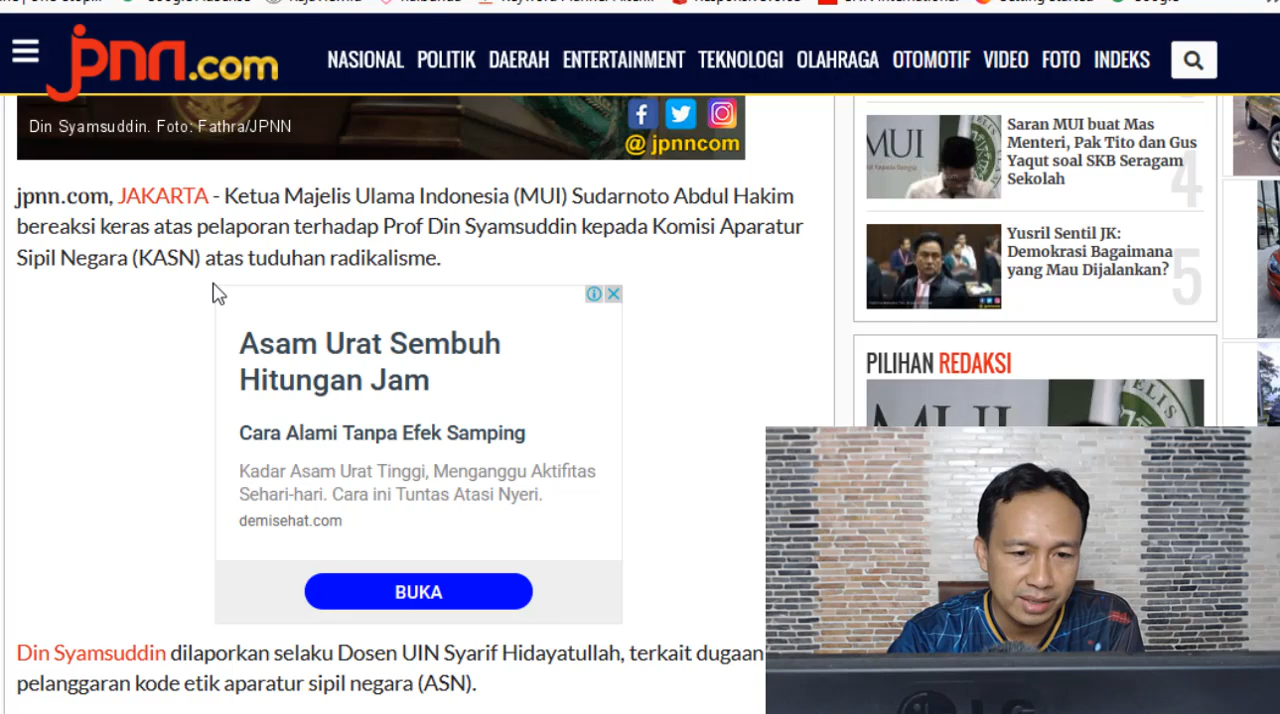 jpnn.com
NASIONAL POLITIK DAERAH ENTERTAINMENT TEKNOLOGI OLAHRAGA OTOMOTIF VIDEO FOTO INDEKS
Din Syamsuddin. Foto: Fathra/JPNN
@ jpnncom
jpnn.com, JAKARTA - Ketua Majelis Ulama Indonesia (MUI) Sudarnoto Abdul Hakim
bereaksi keras atas pelaporan terhadap Prof Din Syamsuddin kepada Komisi Aparatur
Sipil Negara (KASN) atas tuduhan radikalisme.
Asam Urat Sembuh
Hitungan Jam
Cara Alami Tanpa Efek Samping
Kadar Asam Urat Tinggi, Menganggu Aktifitas
Sehari-hari. Cara ini Tuntas Atasi Nyeri.
demisehat.com
BUKA
Din Syamsuddin dilaporkan selaku Dosen UIN Syarif Hidayatullah, terkait dugaan
pelanggaran kode etik aparatur sipil negara (ASN).
MUI
Saran MUI buat Mas
Menteri, Pak Tito dan Gus
Yaqut soal SKB Seragam
Sekolah
4
Yusril Sentil JK:
Demokrasi Bagaimana
yang Mau Dijalankan?
5
PILIHAN REDAKSI
MUI
LG